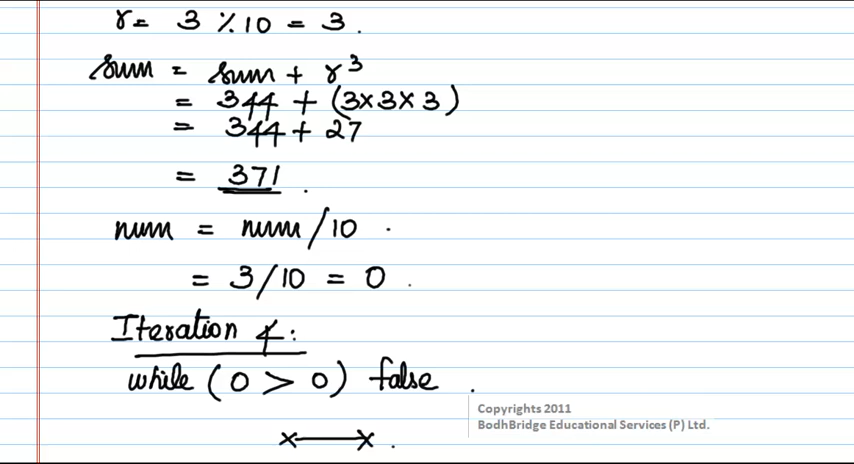 r = 3 % 10 = 3.
sum = sum + r³
= 344 + (3×3×3)
= 344 + 27
= 371.
num = num/10.
= 3/10 = 0.
Iteration 4:
while (0 > 0) false.
Copyrights 2011
BodhBridge Educational Services (P) Ltd.
×—×.